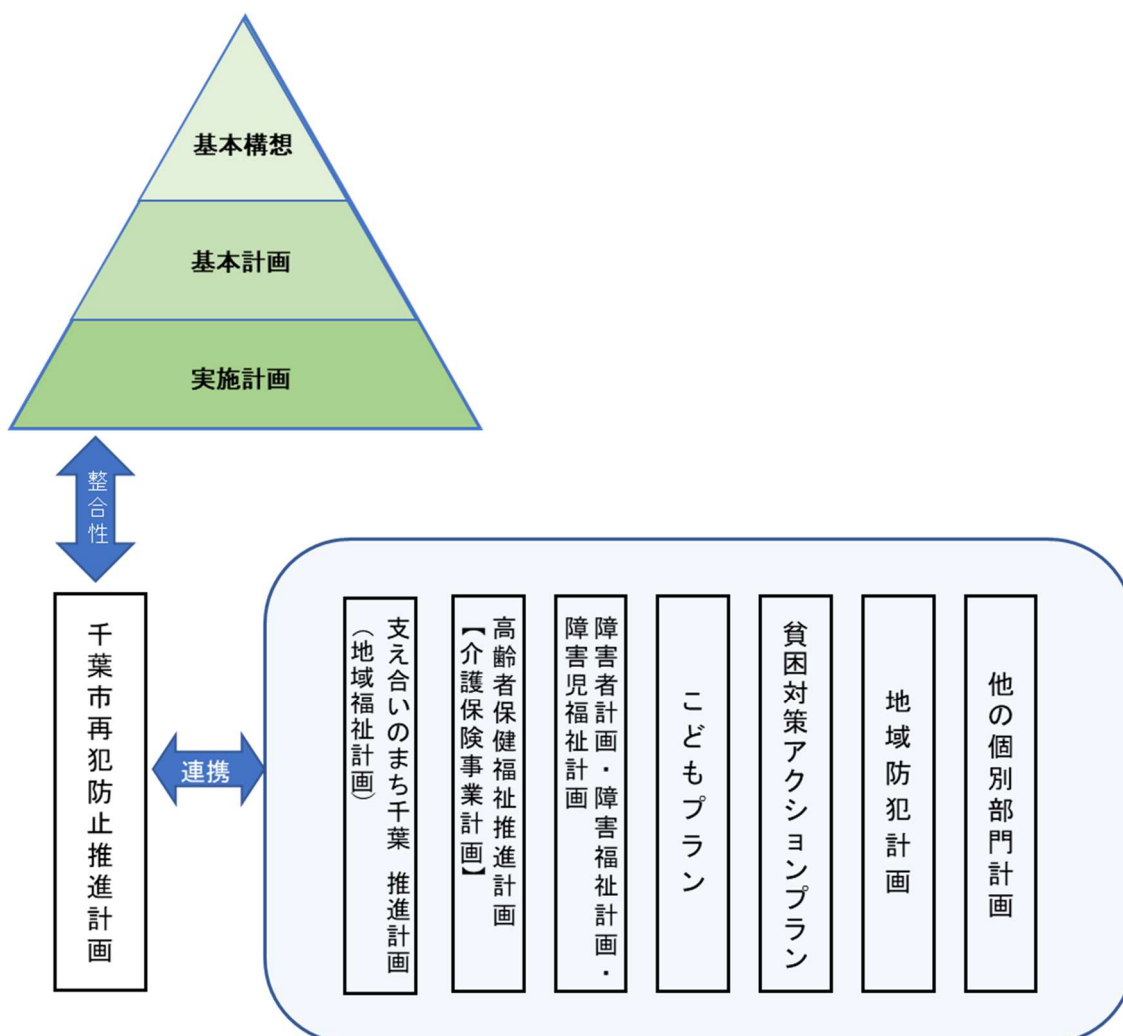 基本構想
基本計画
実施計画
整合性
千葉市再犯防止推進計画
連携
支え合いのまち千葉 推進計画
（地域福祉計画）
高齢者保健福祉推進計画
【介護保険事業計画】
障害者計画・障害福祉計画・
障害児福祉計画
こどもプラン
貧困対策アクションプラン
地域防犯計画
他の個別部門計画